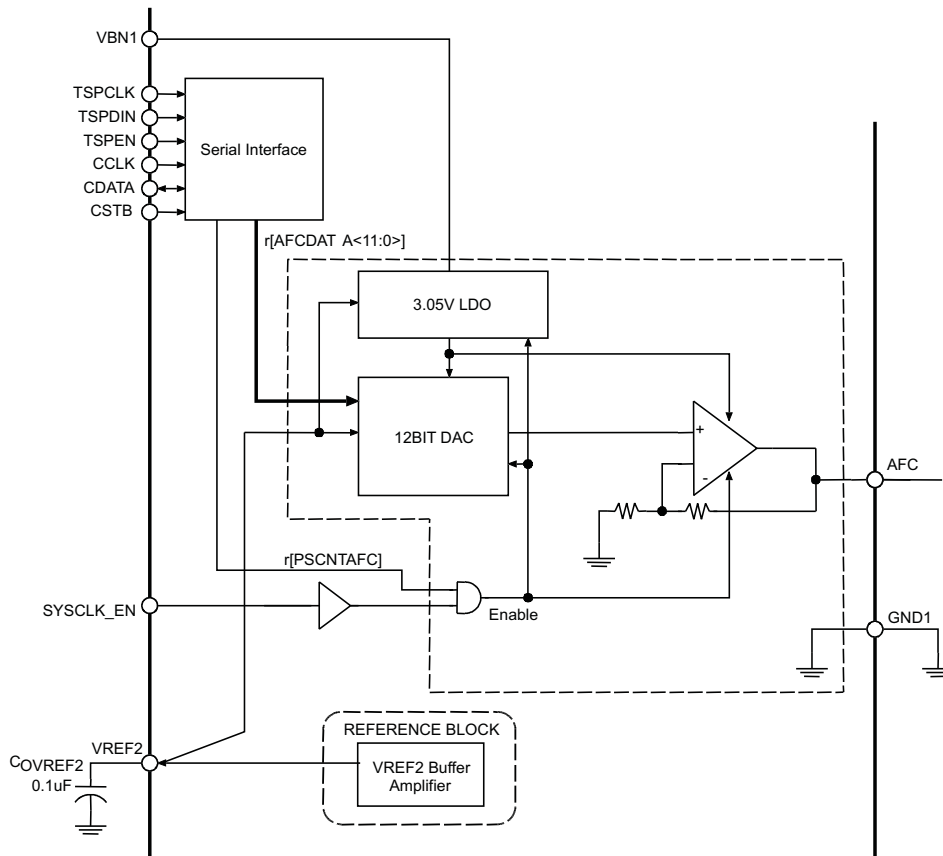 VBN1
TSPCLK
TSPDIN
TSPEN
CCLK
CDATA
CSTB
Serial Interface
r[AFCDAT A<11:0>]
3.05V LDO
12BIT DAC
+
-
AFC
r[PSCNTAFC]
SYSCLK_EN
Enable
GND1
VREF2
COVREF2
0.1uF
REFERENCE BLOCK
VREF2 Buffer
Amplifier